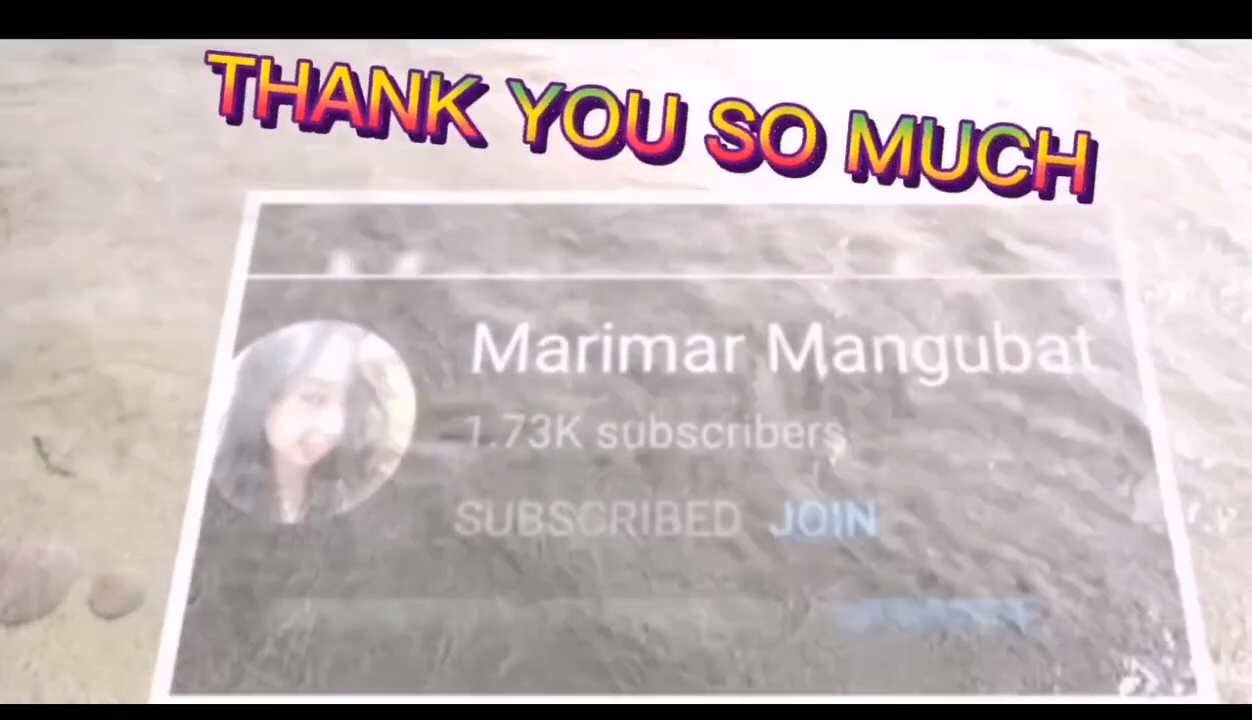 THANK YOU SO MUCH
Marimar Mangubat
1.73K subscribers
SUBSCRIBED JOIN